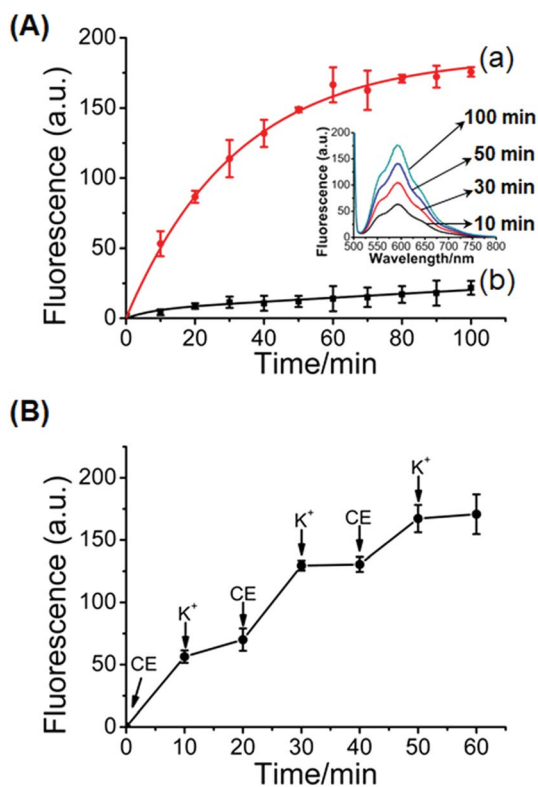 (A)
200
150
100
50
0
Fluorescence (a.u.)
0 20 40 60 80 100
Time/min
(a)
(b)
200
150
100
50
0
Fluorescence (a.u.)
500 550 600 650 700 750 800
Wavelength/nm
100 min
50 min
30 min
10 min
(B)
200
150
100
50
0
Fluorescence (a.u.)
0 10 20 30 40 50 60
Time/min
CE
K⁺
CE
K⁺
CE
K⁺